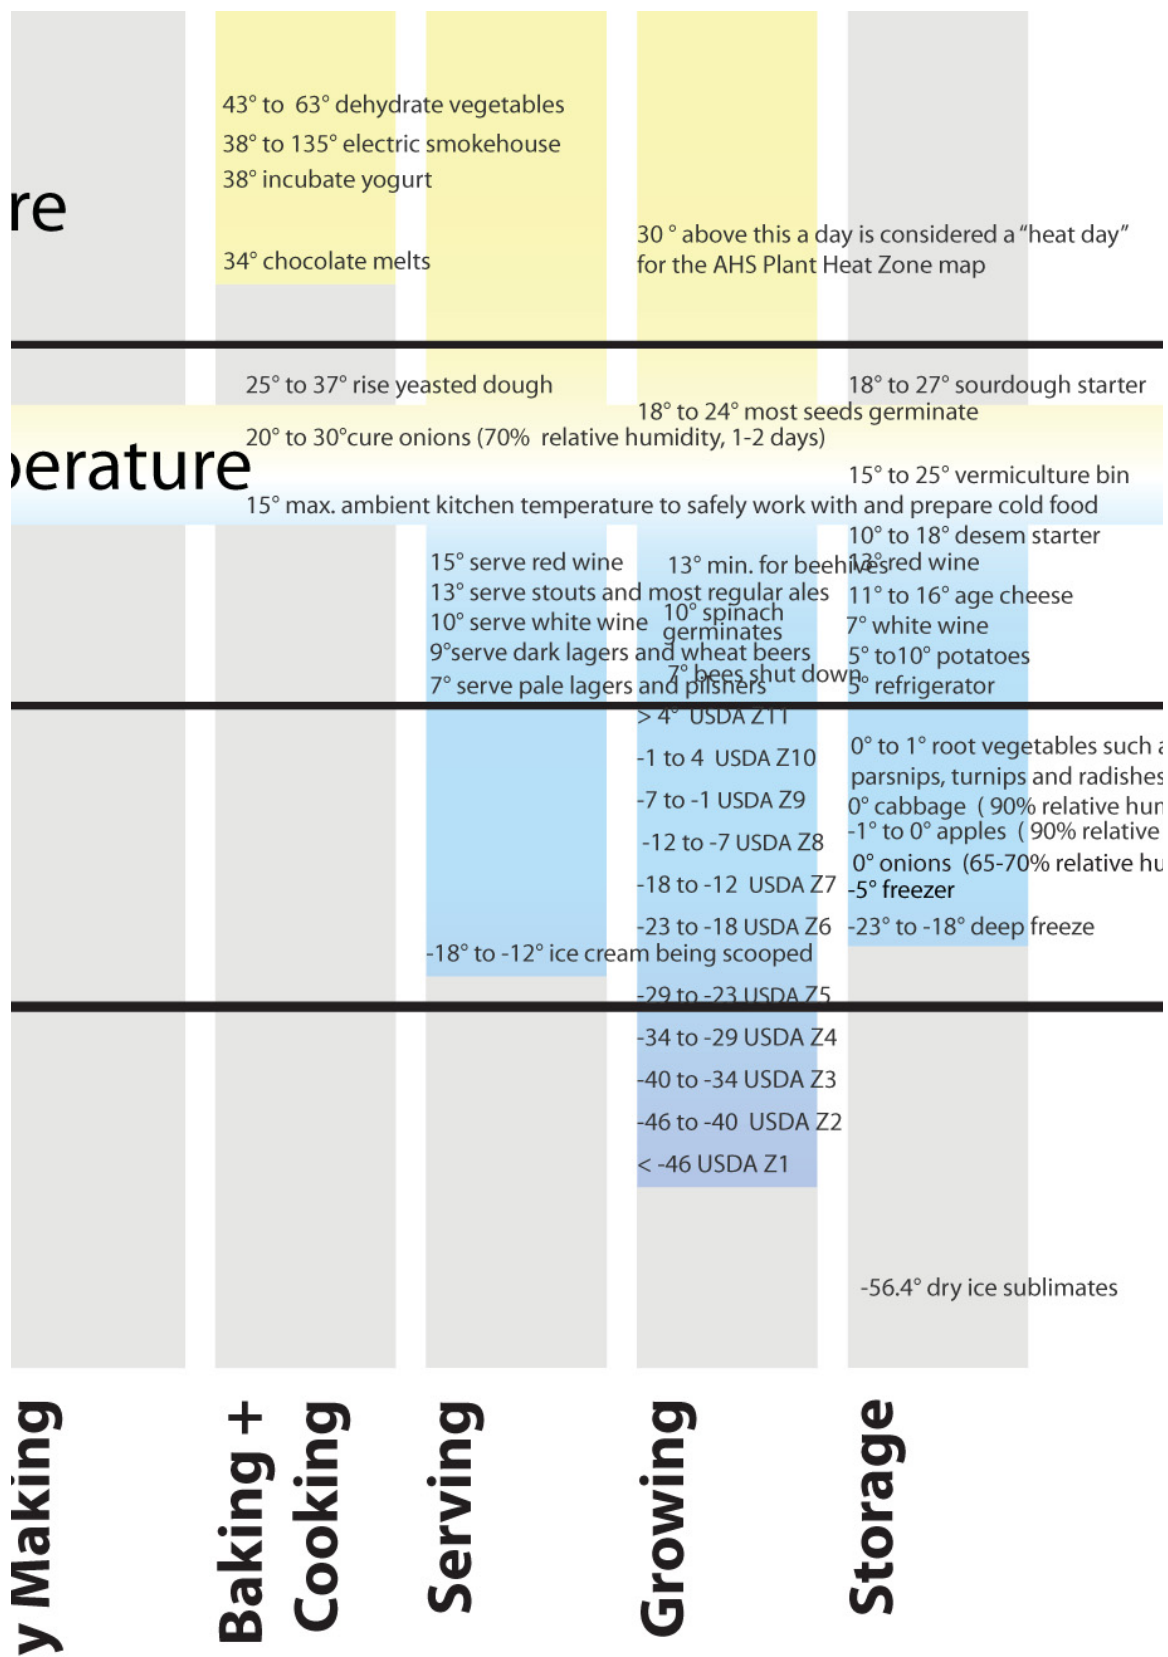 43° to 63° dehydrate vegetables
38° to 135° electric smokehouse
38° incubate yogurt
re
30 ° above this a day is considered a “heat day”
for the AHS Plant Heat Zone map
34° chocolate melts
25° to 37° rise yeasted dough
18° to 27° sourdough starter
18° to 24° most seeds germinate
20° to 30°cure onions (70% relative humidity, 1-2 days)
perature
15° to 25° vermiculture bin
15° max. ambient kitchen temperature to safely work with and prepare cold food
10° to 18° desem starter
15° serve red wine
13° min. for beehives
13° red wine
13° serve stouts and most regular ales
11° to 16° age cheese
10° serve white wine
10° spinach
germinates
7° white wine
9°serve dark lagers and wheat beers
5° to10° potatoes
7° bees shut down
7° serve pale lagers and pilsners
5° refrigerator
> 4° USDA Z11
0° to 1° root vegetables such a
-1 to 4 USDA Z10
parsnips, turnips and radishes
-7 to -1 USDA Z9
0° cabbage ( 90% relative hum
-1° to 0° apples ( 90% relative
-12 to -7 USDA Z8
0° onions (65-70% relative hu
-18 to -12 USDA Z7
-5° freezer
-23 to -18 USDA Z6
-23° to -18° deep freeze
-18° to -12° ice cream being scooped
-29 to -23 USDA Z5
-34 to -29 USDA Z4
-40 to -34 USDA Z3
-46 to -40 USDA Z2
< -46 USDA Z1
-56.4° dry ice sublimates
y Making
Baking +
Cooking
Serving
Growing
Storage